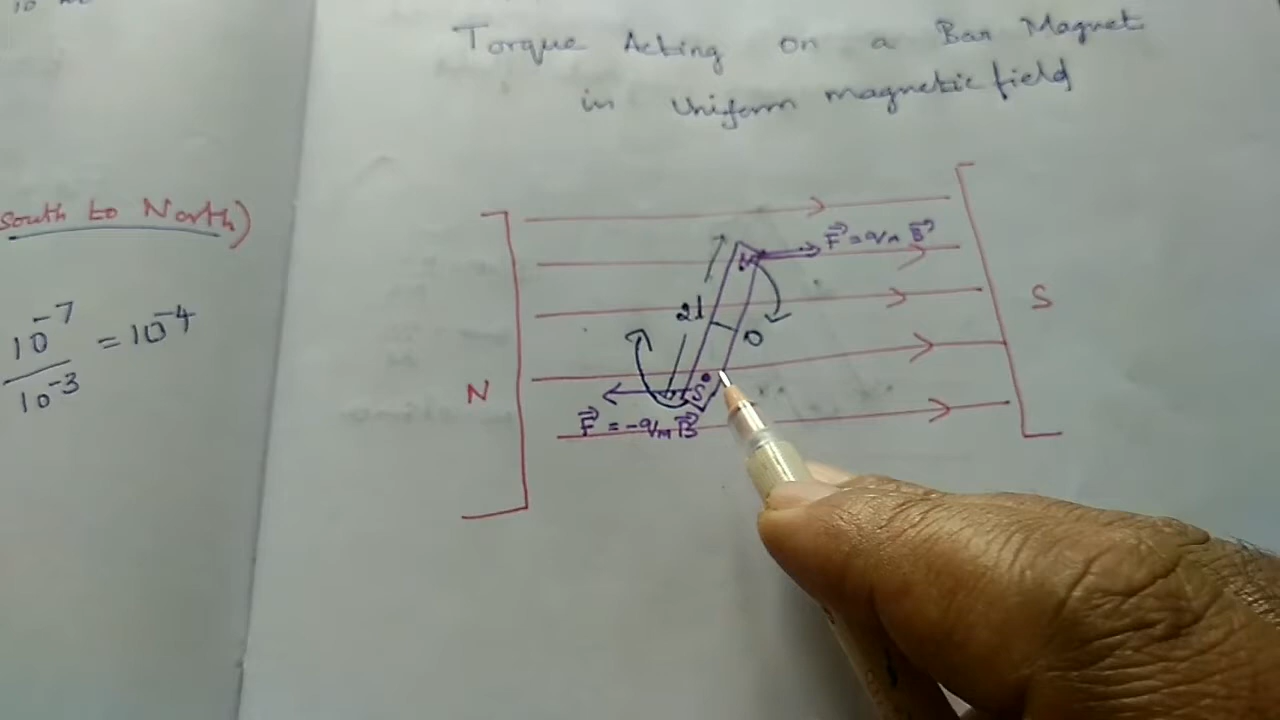 Torque Acting on a Bar Magnet
in Uniform magnetic field
South to North)
10⁻⁷
10⁻³
= 10⁻⁴
N
S
F⃗ = qₘ B⃗
2l
O
S
F⃗ = -qₘ B⃗